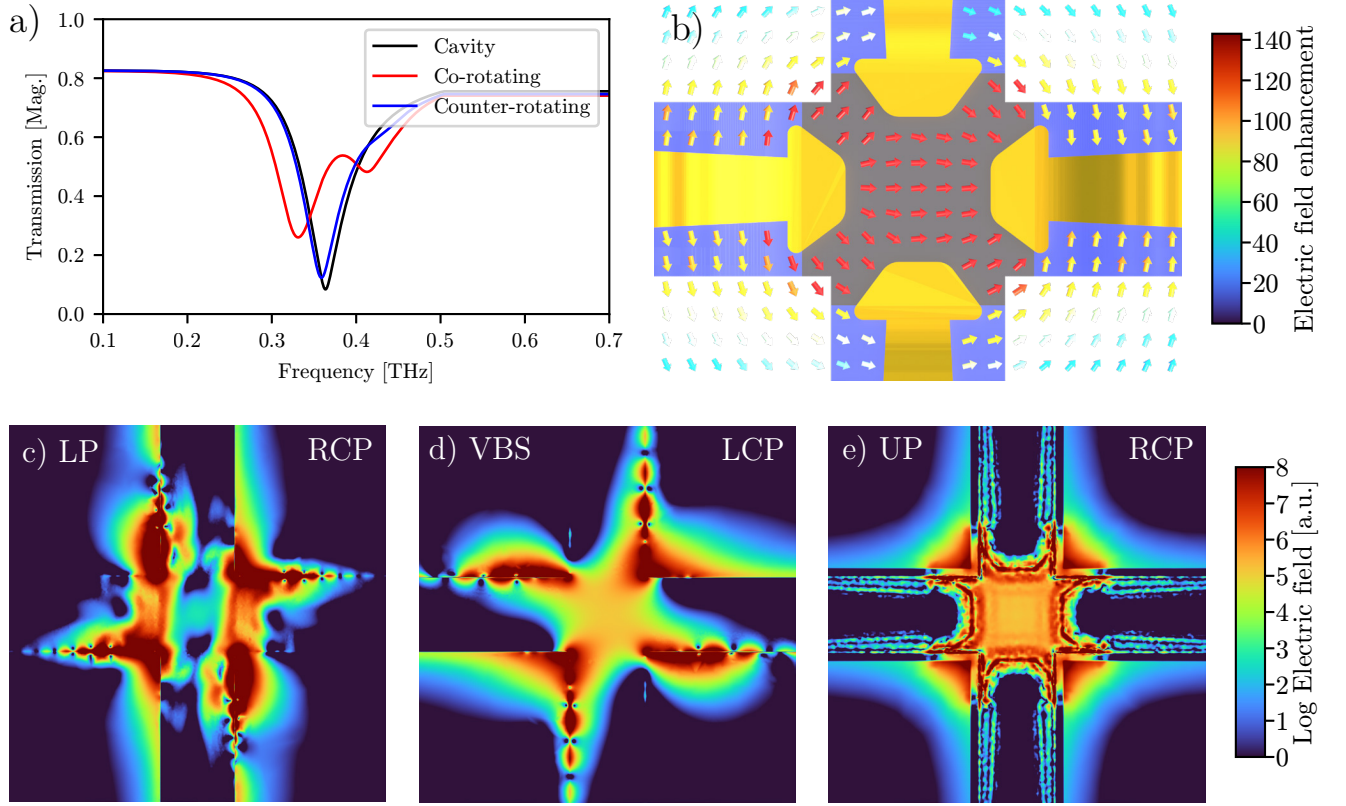 a)
1.0
0.8
0.6
0.4
0.2
0.0
Transmission [Mag.]
0.1 0.2 0.3 0.4 0.5 0.6 0.7
Frequency [THz]
Cavity
Co-rotating
Counter-rotating
b)
140
120
100
80
60
40
20
0
Electric field enhancement
c) LP RCP
d) VBS LCP
e) UP RCP
8
7
6
5
4
3
2
1
0
Log Electric field [a.u.]